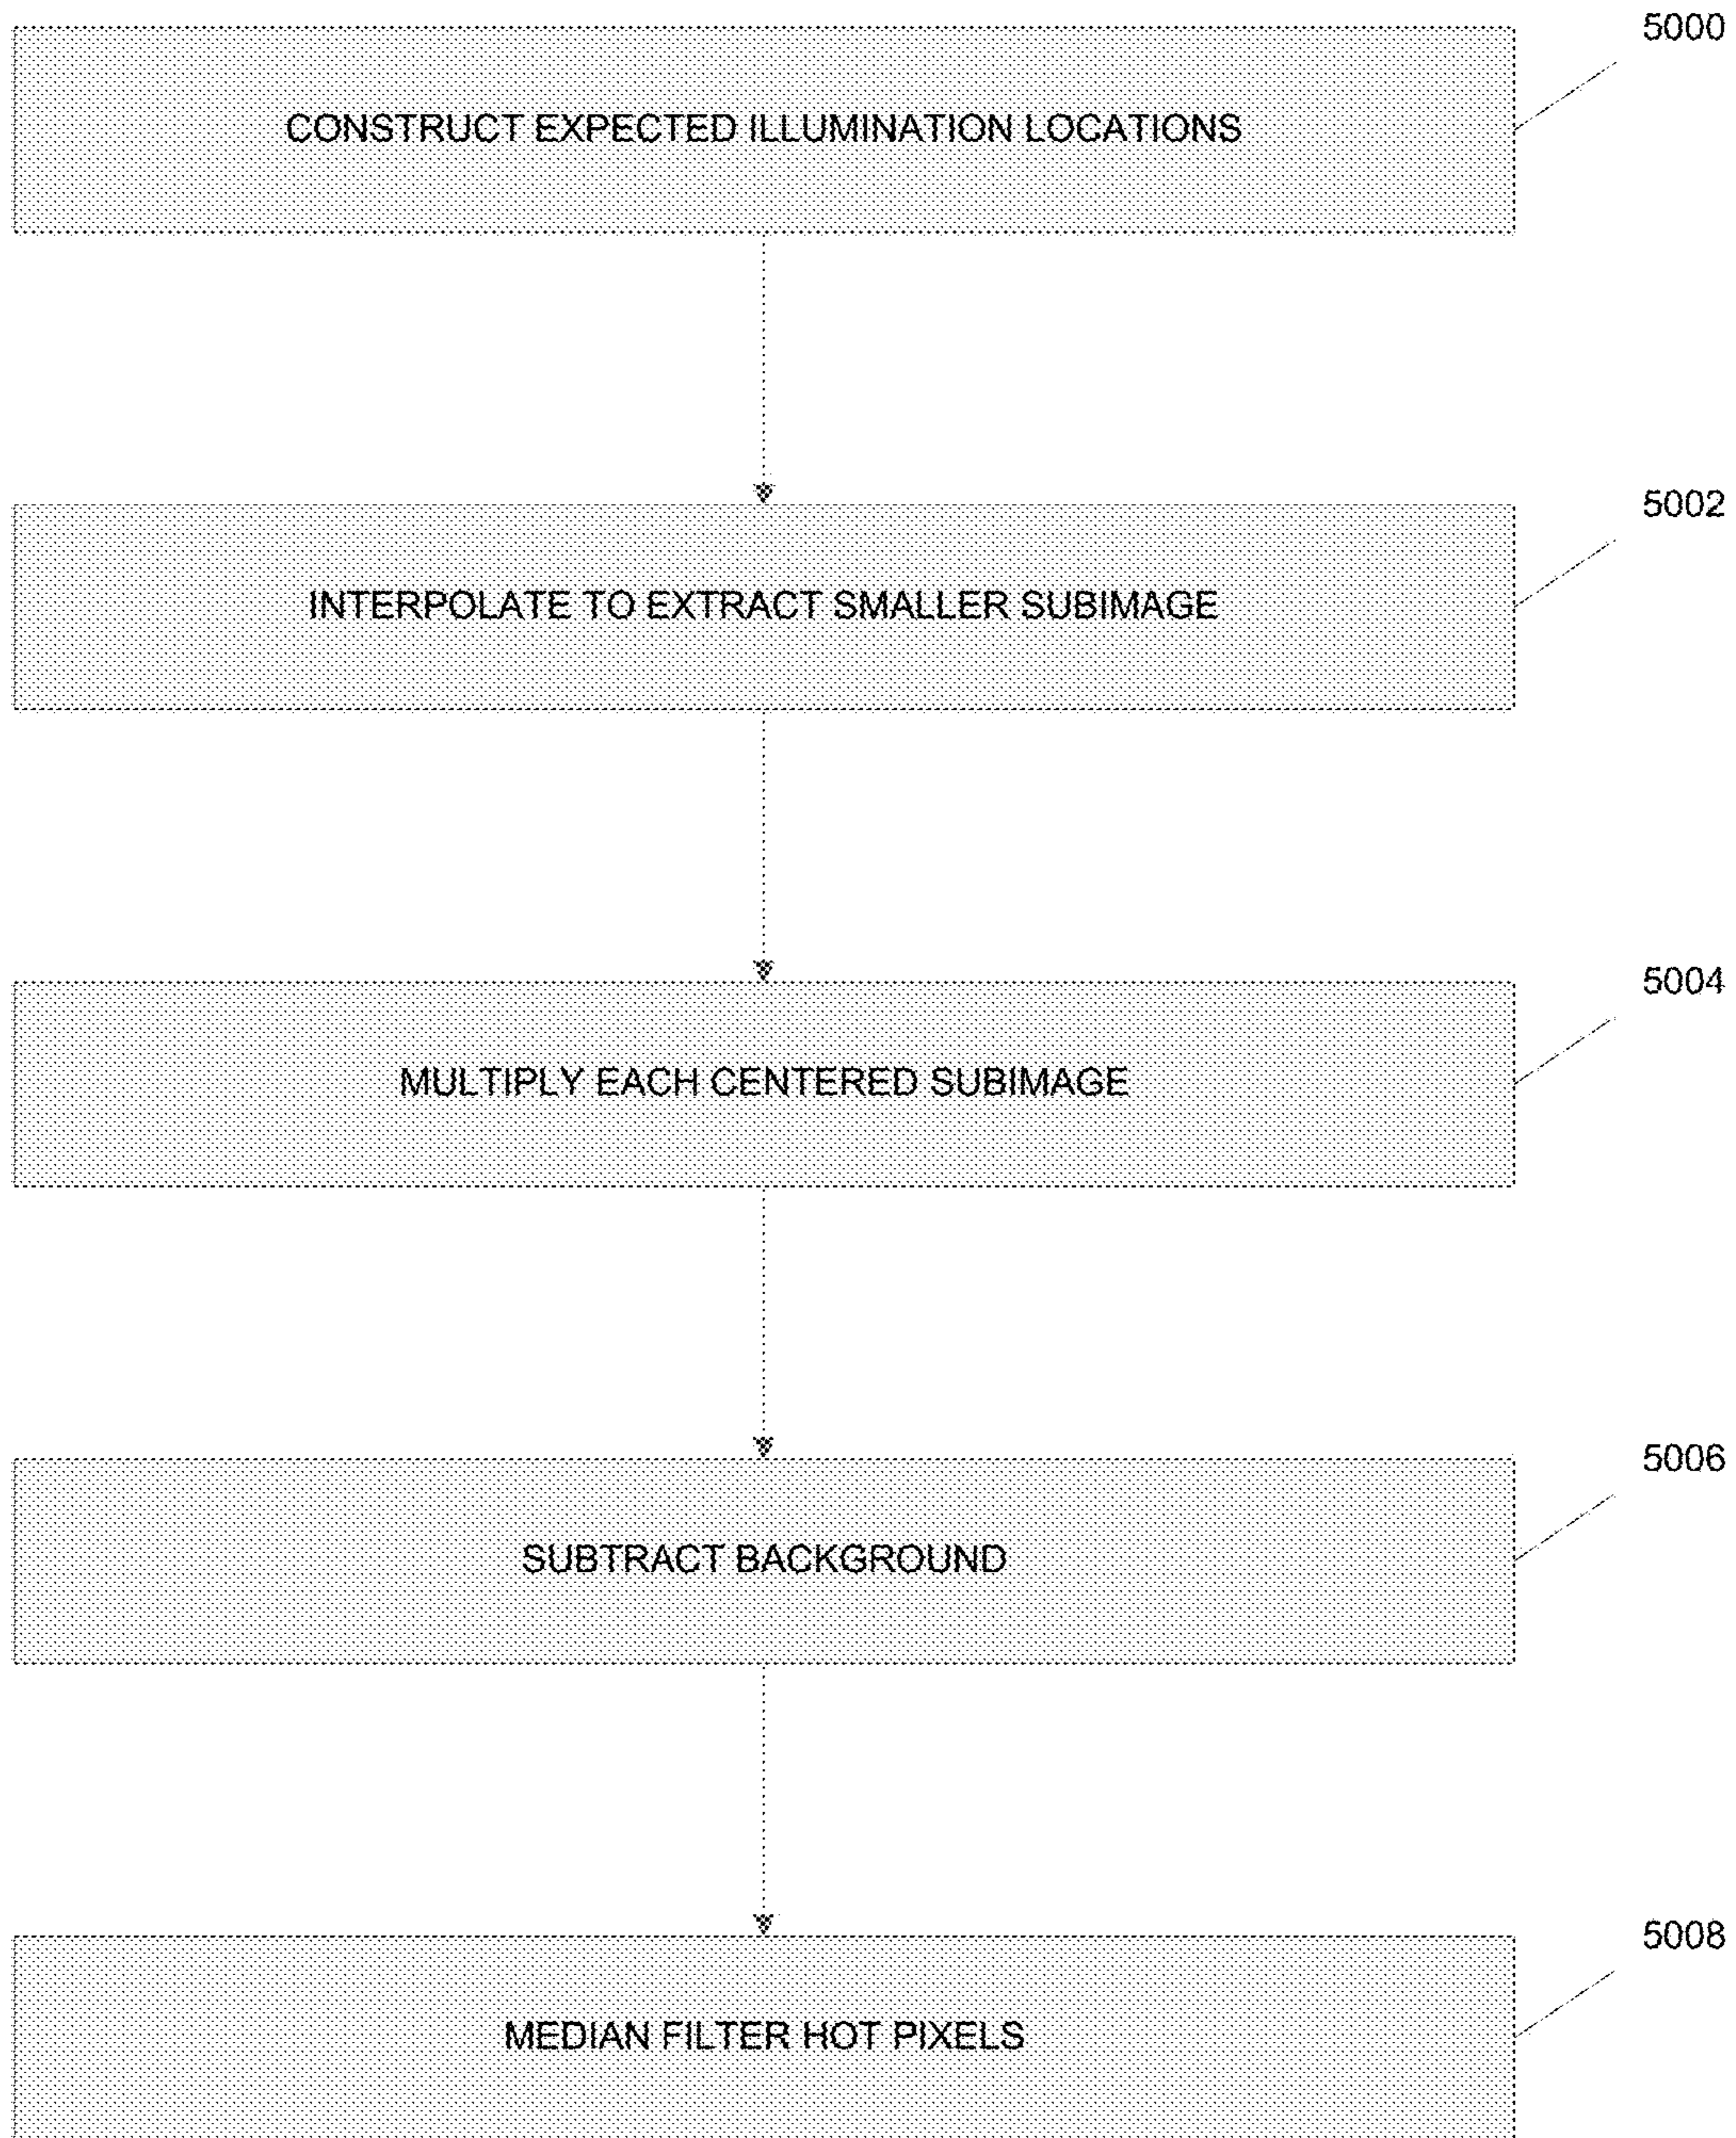 5000
CONSTRUCT EXPECTED ILLUMINATION LOCATIONS
5002
INTERPOLATE TO EXTRACT SMALLER SUBIMAGE
5004
MULTIPLY EACH CENTERED SUBIMAGE
5006
SUBTRACT BACKGROUND
5008
MEDIAN FILTER HOT PIXELS